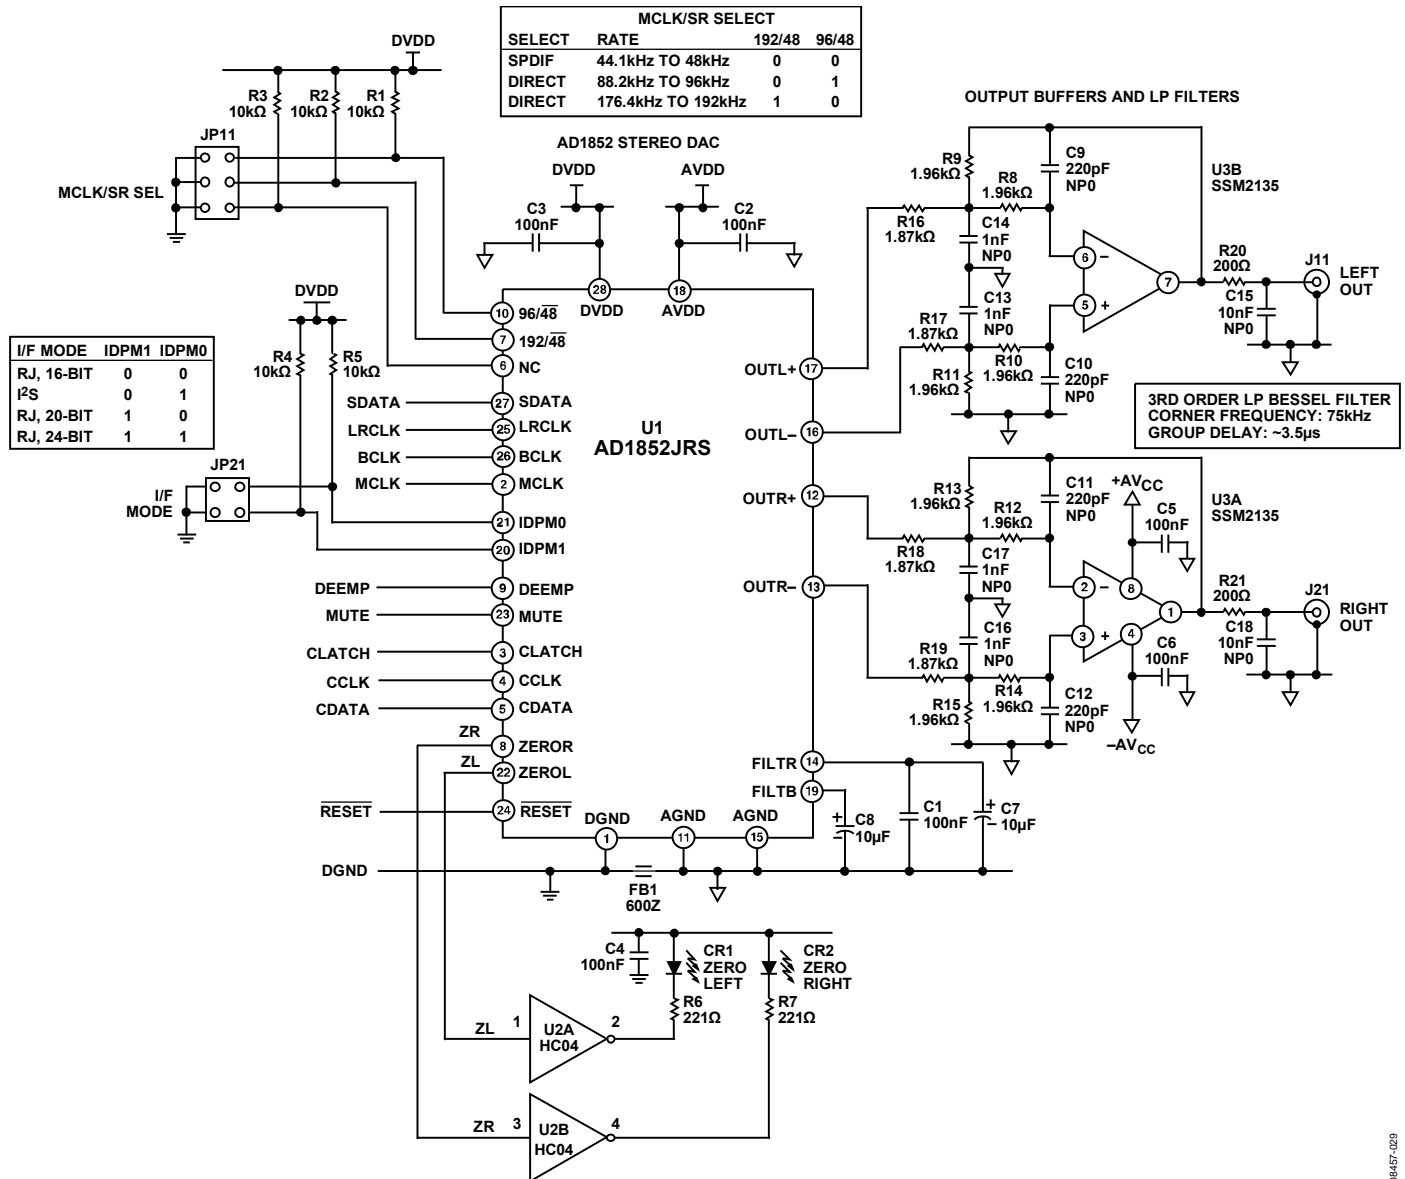 MCLK/SR SELECT
SELECT RATE 192/48 96/48
SPDIF 44.1kHz TO 48kHz 0 0
DIRECT 88.2kHz TO 96kHz 0 1
DIRECT 176.4kHz TO 192kHz 1 0
DVDD
R3
10kΩ
R2
10kΩ
R1
10kΩ
JP11
MCLK/SR SEL
AD1852 STEREO DAC
DVDD
AVDD
C3
100nF
C2
100nF
28
DVDD
18
AVDD
OUTPUT BUFFERS AND LP FILTERS
DVDD
R4
10kΩ
R5
10kΩ
I/F MODE IDPM1 IDPM0
RJ, 16-BIT 0 0
I2S 0 1
RJ, 20-BIT 1 0
RJ, 24-BIT 1 1
JP21
I/F
MODE
10 96/48
7 192/48
6 NC
SDATA 27 SDATA
LRCLK 25 LRCLK
BCLK 26 BCLK
MCLK 2 MCLK
21 IDPM0
20 IDPM1
DEEMP 9 DEEMP
MUTE 23 MUTE
CLATCH 3 CLATCH
CCLK 4 CCLK
CDATA 5 CDATA
ZR 8 ZEROR
ZL 22 ZEROL
RESET 24 RESET
U1
AD1852JRS
OUTL+ 17
OUTL– 16
OUTR+ 12
OUTR– 13
FILTR 14
FILTB 19
DGND
1
AGND
11
AGND
15
R9
1.96kΩ
R8
1.96kΩ
C9
220pF
NP0
U3B
SSM2135
R16
1.87kΩ
C14
1nF
NP0
6 –
5 +
7
R20
200Ω
J11
LEFT
OUT
C15
10nF
NP0
C13
1nF
NP0
R17
1.87kΩ
R11
1.96kΩ
R10
1.96kΩ
C10
220pF
NP0
3RD ORDER LP BESSEL FILTER
CORNER FREQUENCY: 75kHz
GROUP DELAY: ~3.5µs
R13
1.96kΩ
R12
1.96kΩ
C11
220pF
NP0
+AVCC
C5
100nF
U3A
SSM2135
R18
1.87kΩ
C17
1nF
NP0
2 –
3 +
8
4
1
R21
200Ω
J21
RIGHT
OUT
C18
10nF
NP0
C16
1nF
NP0
R19
1.87kΩ
R15
1.96kΩ
R14
1.96kΩ
C12
220pF
NP0
C6
100nF
–AVCC
+
–
C8
10µF
C1
100nF
+
–
C7
10µF
DGND
FB1
600Z
C4
100nF
CR1
ZERO
LEFT
CR2
ZERO
RIGHT
R6
221Ω
R7
221Ω
ZL 1 U2A
HC04 2
ZR 3 U2B
HC04 4
08457-029